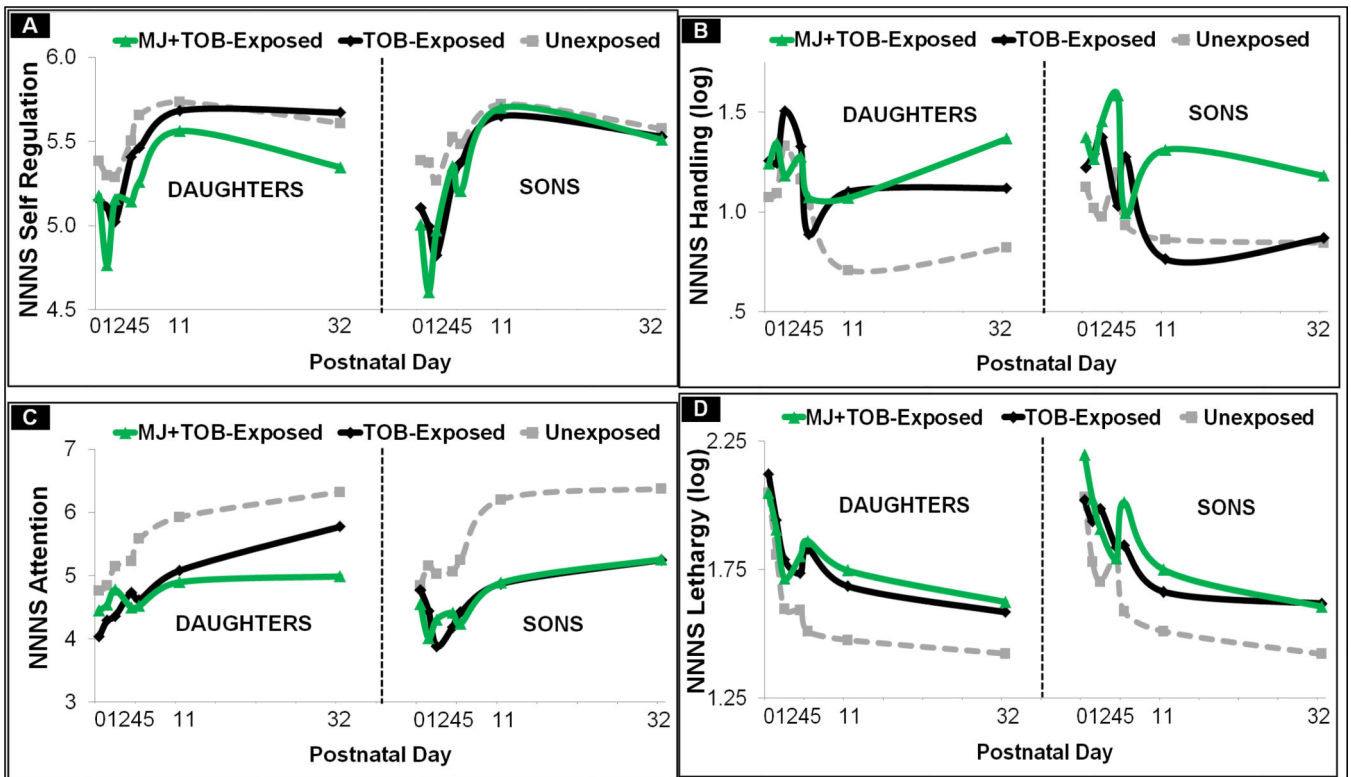 A
MJ+TOB-Exposed TOB-Exposed Unexposed
NNNS Self Regulation
6.0
5.5
5.0
4.5
DAUGHTERS
SONS
01245 11 32 01245 11 32
Postnatal Day
B
MJ+TOB-Exposed TOB-Exposed Unexposed
NNNS Handling (log)
1.5
1.0
.5
DAUGHTERS
SONS
012245 11 32 012245 11 32
Postnatal Day
C
MJ+TOB-Exposed TOB-Exposed Unexposed
NNNS Attention
7
6
5
4
3
DAUGHTERS
SONS
01245 11 32 01245 11 32
Postnatal Day
D
MJ+TOB-Exposed TOB-Exposed Unexposed
NNNS Lethargy (log)
2.25
1.75
1.25
DAUGHTERS
SONS
01245 11 32 01245 11 32
Postnatal Day